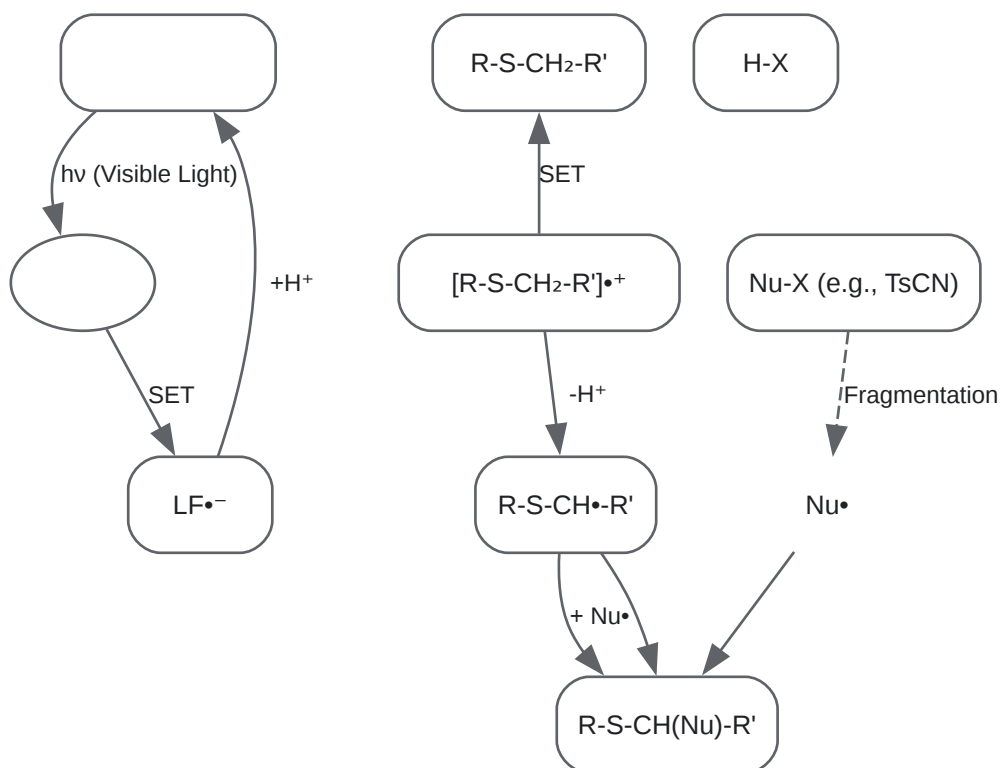 R-S-CH₂-R'
H-X
hν (Visible Light)
SET
[R-S-CH₂-R']•⁺
Nu-X (e.g., TsCN)
+H⁺
SET
-H⁺
Fragmentation
LF•⁻
R-S-CH•-R'
Nu•
+ Nu•
R-S-CH(Nu)-R'